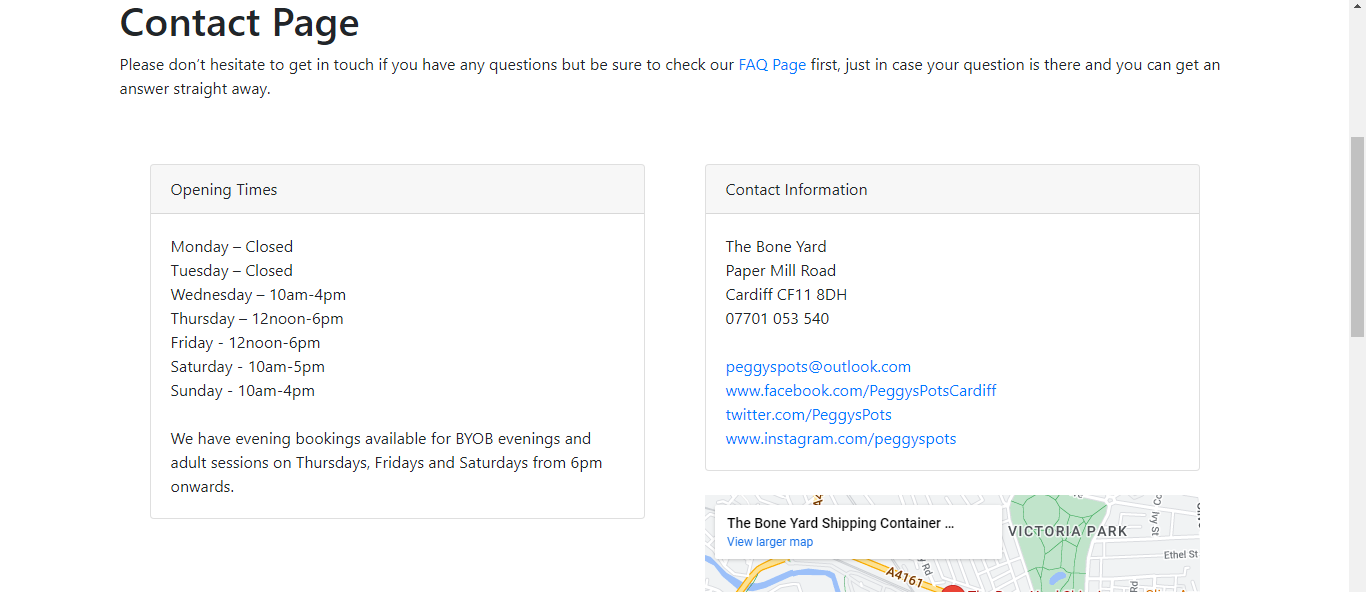 Contact Page
Please don't hesitate to get in touch if you have any questions but be sure to check our FAQ Page first, just in case your question is there and you can get an
answer straight away.
Opening Times
Monday – Closed
Tuesday – Closed
Wednesday – 10am-4pm
Thursday – 12noon-6pm
Friday - 12noon-6pm
Saturday - 10am-5pm
Sunday - 10am-4pm
We have evening bookings available for BYOB evenings and
adult sessions on Thursdays, Fridays and Saturdays from 6pm
onwards.
Contact Information
The Bone Yard
Paper Mill Road
Cardiff CF11 8DH
07701 053 540
peggyspots@outlook.com
www.facebook.com/PeggysPotsCardiff
twitter.com/PeggysPots
www.instagram.com/peggyspots
The Bone Yard Shipping Container ...
View larger map
VICTORIA PARK
Ivy St
Ethel St
A4161
Rd